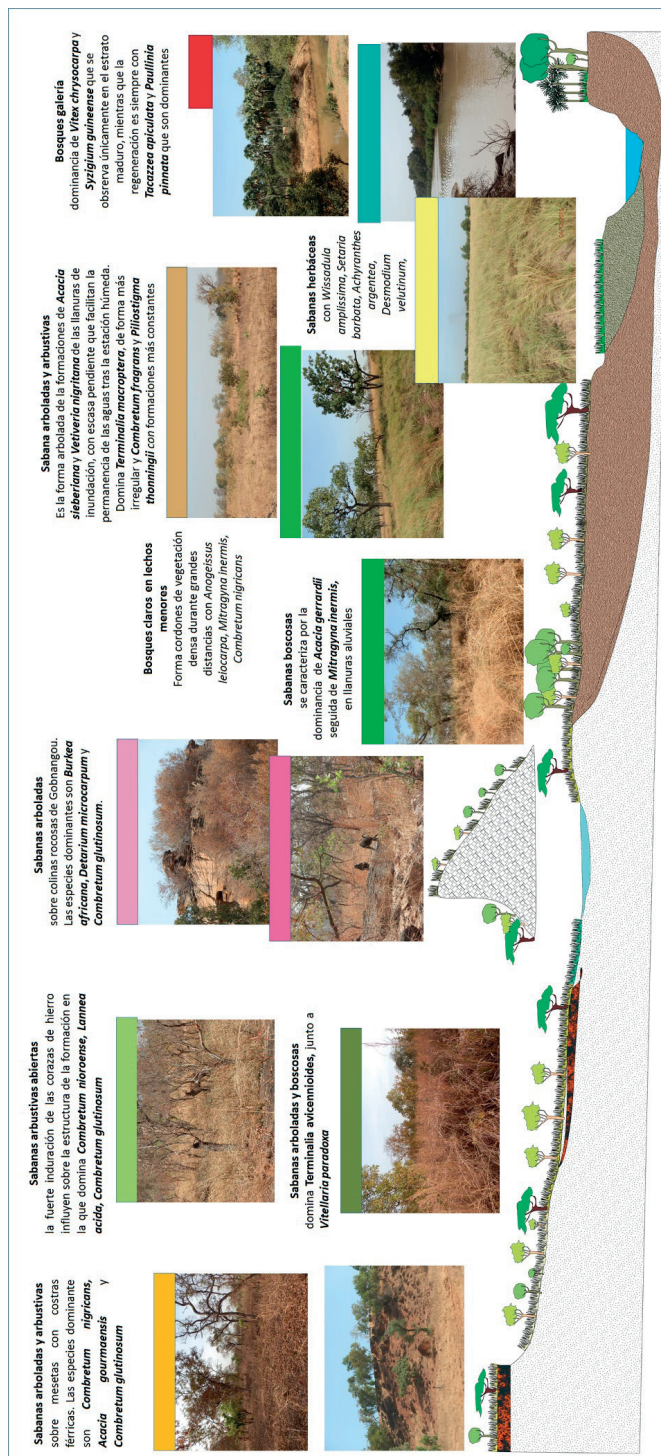 Sabanas arboladas y arbustivas
sobre mesetas con costras
férricas. Las especies dominante
son Combretum nigricans,
Acacia gourmaensis y
Combretum glutinosum
Sabanas arbustivas abiertas
la fuerte induración de las corazas de hierro
influyen sobre la estructura de la formación en
la que domina Combretum nioroense, Lannea
acida, Combretum glutinosum
Sabanas arboladas y boscosas
domina Terminalia avicennioides, junto a
Vitellaria paradoxa
Sabanas arboladas
sobre colinas rocosas de Gobnangou.
Las especies dominantes son Burkea
africana, Detarium microcarpum y
Combretum glutinosum.
Sabana arboladas y arbustivas
Es la forma arbolada de la formaciones de Acacia
sieberiana y Vetiveria nigritana de las llanuras de
inundación, con escasa pendiente que facilitan la
permanencia de las aguas tras la estación húmeda.
Domina Terminalia macroptera, de forma más
irregular y Combretum fragrans y Piliostigma
thonningii con formaciones más constantes
Bosques claros en lechos
menores
Forma cordones de vegetación
densa durante grandes
distancias con Anogeissus
lelocarpa, Mitragyna inermis,
Combretum nigricans
Sabanas boscosas
se caracteriza por la
dominancia de Acacia gerrardii
seguida de Mitragyna inermis,
en llanuras aluviales
Bosques galería
dominancia de Vitex chrysocarpa y
Syzigium guineense que se
obsrerva únicamente en el estrato
maduro, mientras que la
regeneración es siempre con
Tacazzea apiculata y Paullinia
pinnata que son dominantes
Sabanas herbáceas
con Wissadula
amplissima, Setaria
barbata, Achyranthes
argentea,
Desmodium
velutinum,